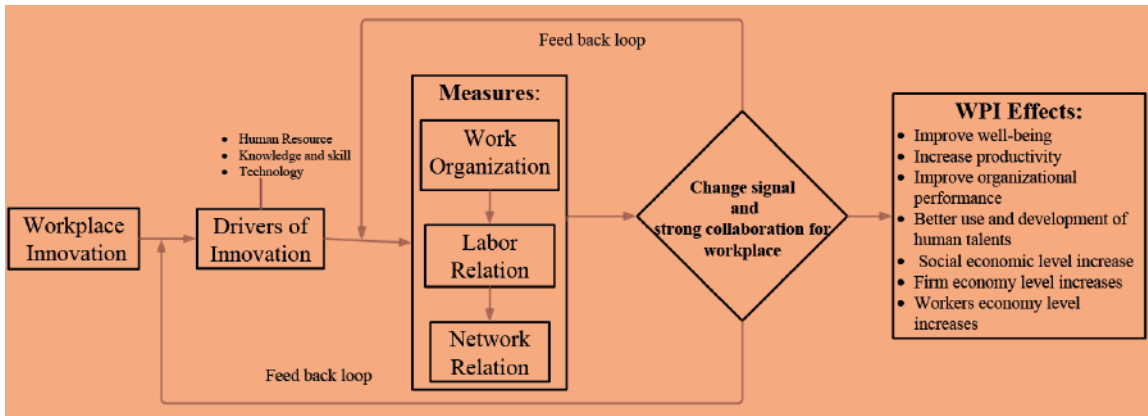 Feed back loop
Measures:
Work
Organization
Labor
Relation
Network
Relation
Human Resource
Knowledge and skill
Technology
Workplace
Innovation
Drivers of
Innovation
Change signal
and
strong collaboration for
workplace
WPI Effects:
Improve well-being
Increase productivity
Improve organizational
performance
Better use and development of
human talents
Social economic level increase
Firm economy level increases
Workers economy level
increases
Feed back loop